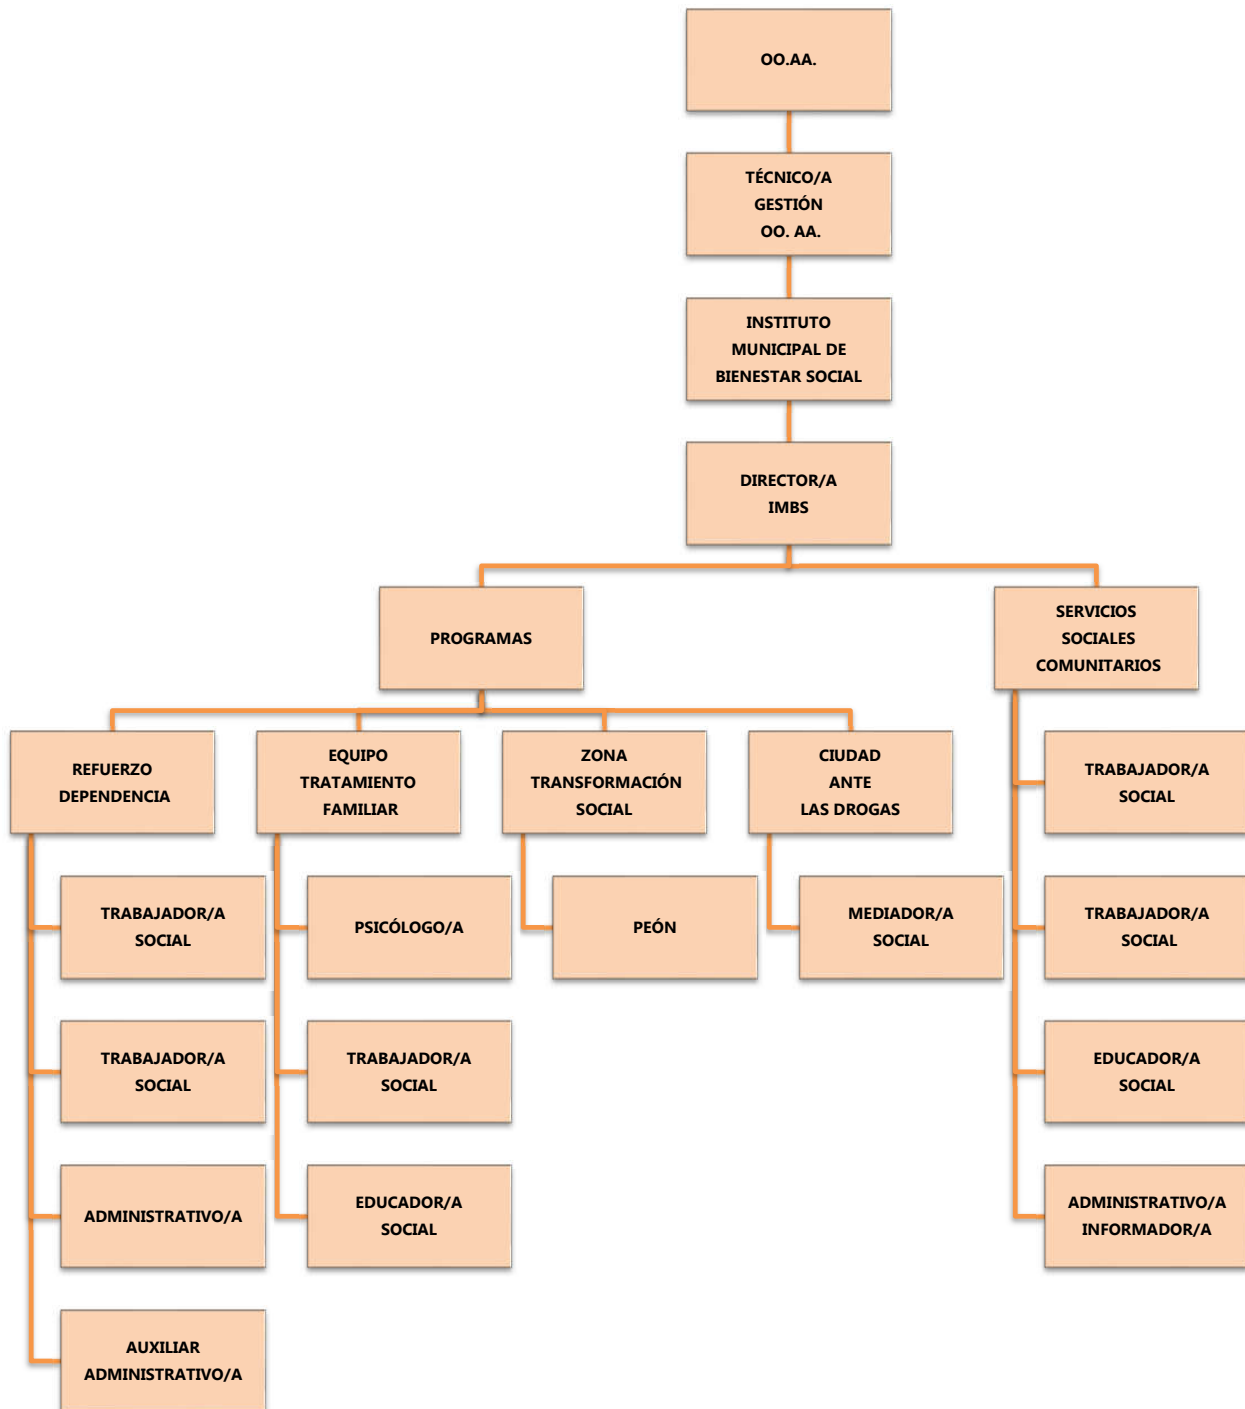 OO.AA.
TÉCNICO/A
GESTIÓN
OO. AA.
INSTITUTO
MUNICIPAL DE
BIENESTAR SOCIAL
DIRECTOR/A
IMBS
PROGRAMAS
SERVICIOS
SOCIALES
COMUNITARIOS
REFUERZO
DEPENDENCIA
EQUIPO
TRATAMIENTO
FAMILIAR
ZONA
TRANSFORMACIÓN
SOCIAL
CIUDAD
ANTE
LAS DROGAS
TRABAJADOR/A
SOCIAL
TRABAJADOR/A
SOCIAL
PSICÓLOGO/A
PEÓN
MEDIADOR/A
SOCIAL
TRABAJADOR/A
SOCIAL
TRABAJADOR/A
SOCIAL
TRABAJADOR/A
SOCIAL
EDUCADOR/A
SOCIAL
ADMINISTRATIVO/A
EDUCADOR/A
SOCIAL
ADMINISTRATIVO/A
INFORMADOR/A
AUXILIAR
ADMINISTRATIVO/A